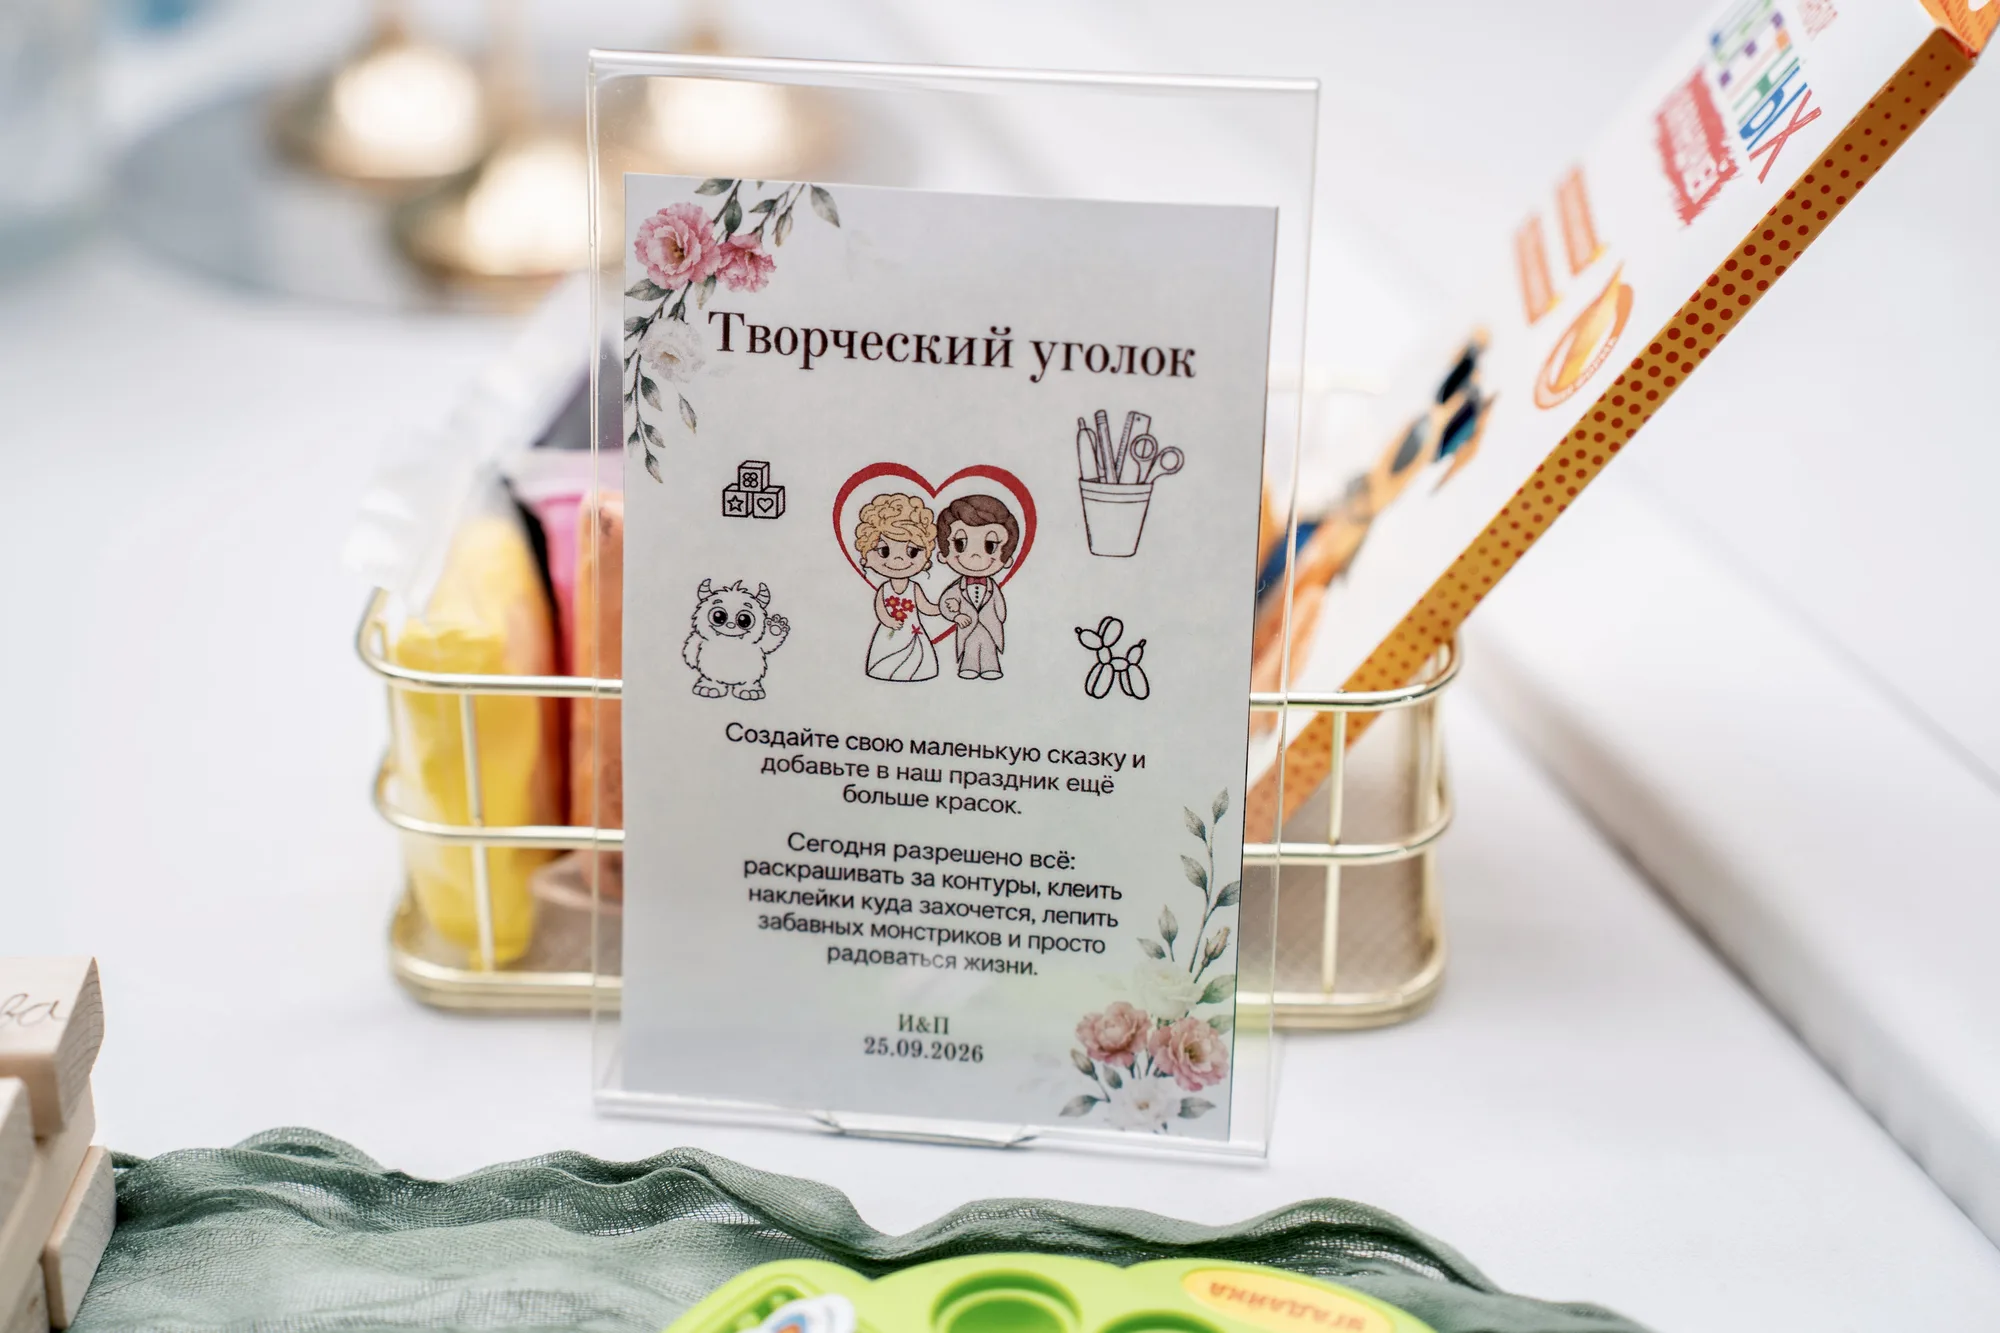 Творческий уголок
Создайте свою маленькую сказку и
добавьте в наш праздник ещё
больше красок.
Сегодня разрешено всё:
раскрашивать за контуры, клеить
наклейки куда захочется, лепить
забавных монстриков и просто
радоваться жизни.
И&П
25.09.2026